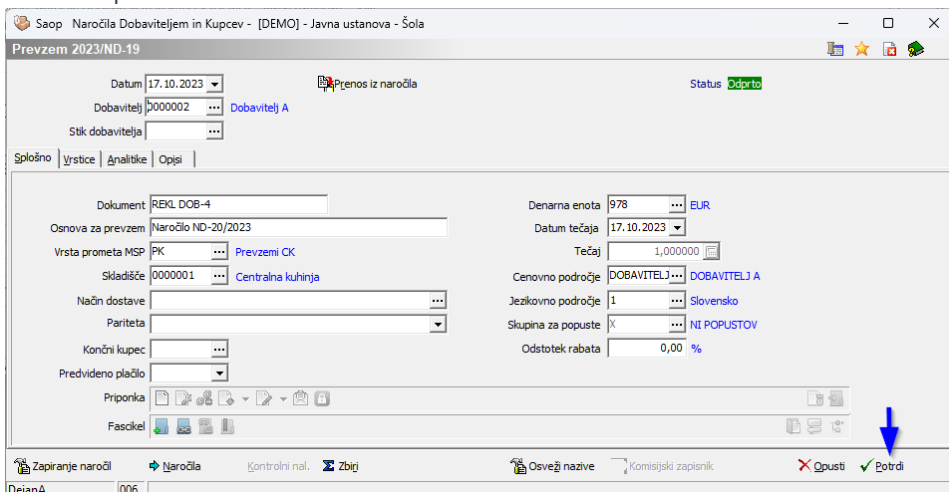 Saop Naročila Dobaviteljem in Kupcev - [DEMO] - Javna ustanova - Šola
Prevzem 2023/ND-19
Datum 17.10.2023 Prenos iz naročila Status Odprto
Dobavitelj 0000002 ... Dobavitelj A
Stik dobavitelja ...
Splošno Vrstice Analitike Opisi
Dokument REKL DOB-4 Denarna enota 978 ... EUR
Osnova za prevzem Naročilo ND-20/2023 Datum tečaja 17.10.2023
Vrsta prometa MSP PK ... Prevzemi CK Tečaj 1,000000
Skladišče 0000001 ... Centralna kuhinja Cenovno področje DOBAVITELJ... DOBAVITELJ A
Način dostave ... Jezikovno področje 1 ... Slovensko
Pariteta Skupina za popuste X ... NI POPUSTOV
Končni kupec ... Odstotek rabata 0,00 %
Predvideno plačilo
Priponka
Fascikel
Zapiranje naročil Naročila Kontrolni nal. Zbirj Osveži nazive Komisijski zapisnik Opusti Potrdi
DejanA 006